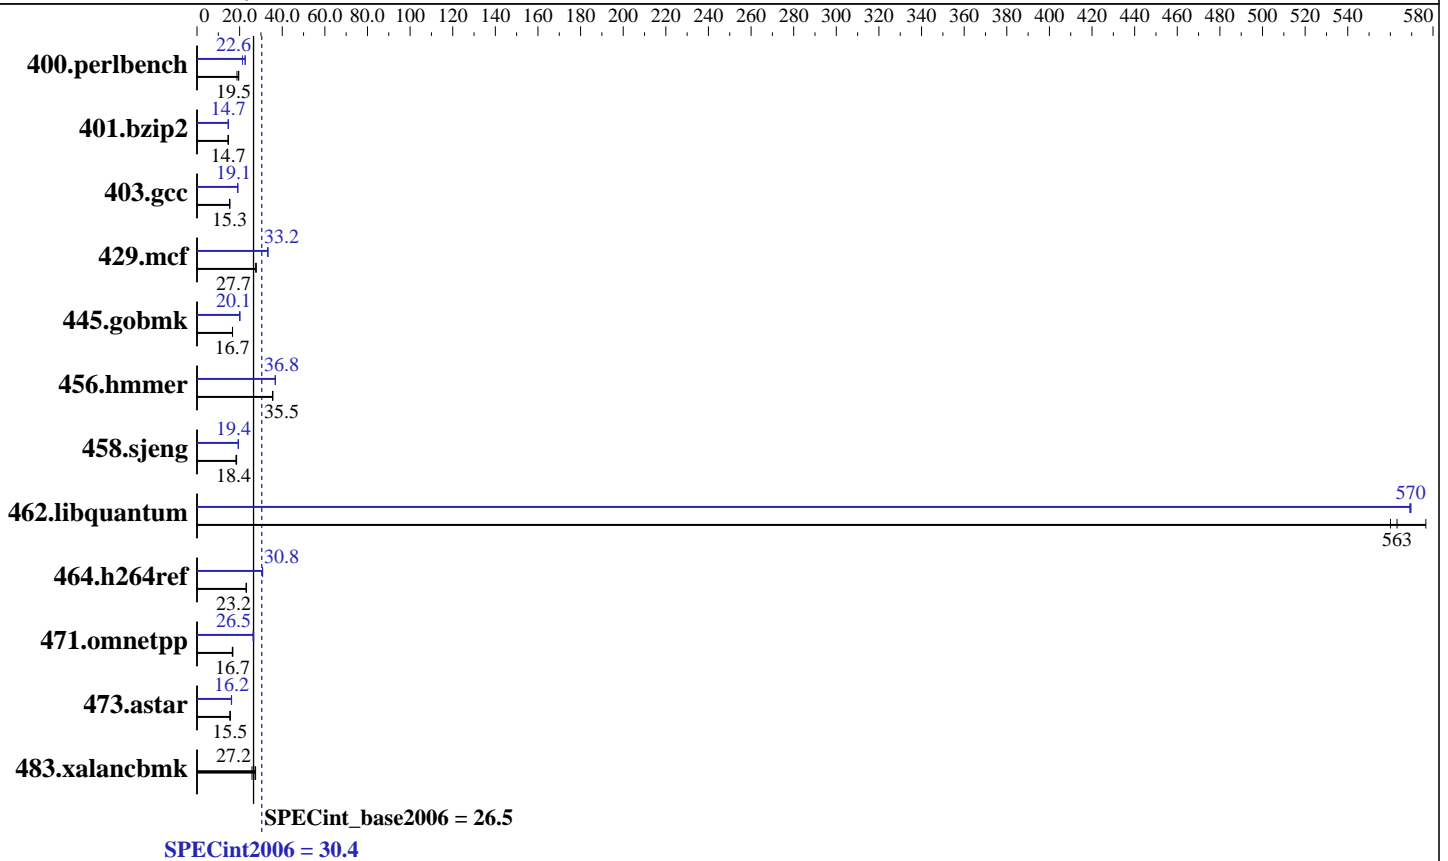 0 20.0 40.0 60.0 80.0 100 120 140 160 180 200 220 240 260 280 300 320 340 360 380 400 420 440 460 480 500 520 540 580
22.6
400.perlbench
19.5
14.7
401.bzip2
14.7
19.1
403.gcc
15.3
33.2
429.mcf
27.7
20.1
445.gobmk
16.7
36.8
456.hmmer
35.5
19.4
458.sjeng
18.4
570
462.libquantum
563
30.8
464.h264ref
23.2
26.5
471.omnetpp
16.7
16.2
473.astar
15.5
27.2
483.xalancbmk
SPECint_base2006 = 26.5
SPECint2006 = 30.4